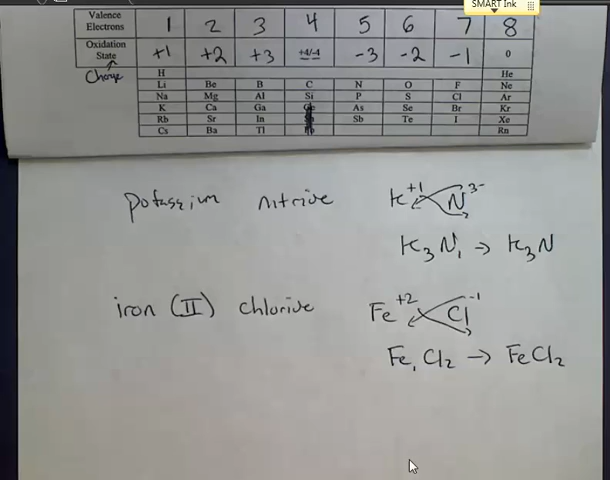 SMART Ink
Valence Electrons 1 2 3 4 5 6 7 8
Oxidation State +1 +2 +3 +4/-4 -3 -2 -1 0
Charge
H He
Li Be B C N O F Ne
Na Mg Al Si P S Cl Ar
K Ca Ga As Se Br Kr
Rb Sr In Sb Te I Xe
Cs Ba Tl Rn
potassium nitride K+1 N3-
K3N1 → K3N
iron (II) chloride Fe+2 Cl-1
Fe1Cl2 → FeCl2